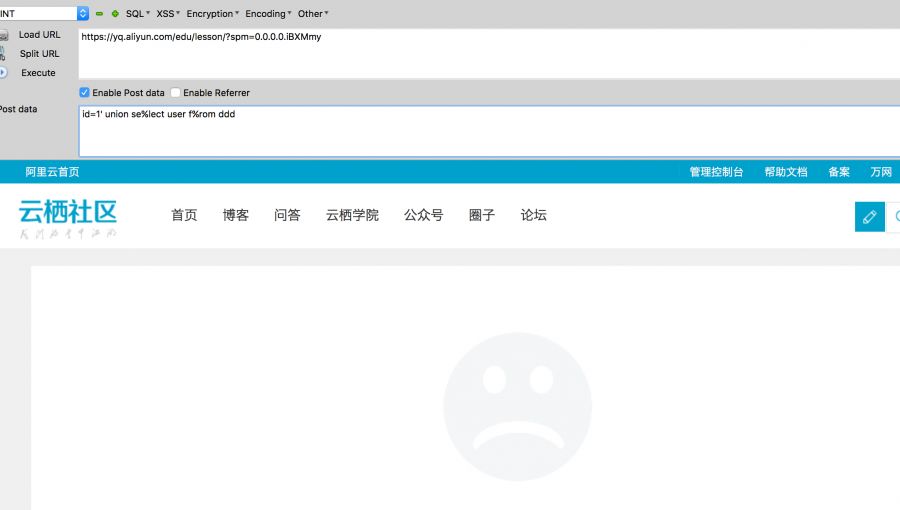 INT SQL XSS Encryption Encoding Other
Load URL
https://yq.aliyun.com/edu/lesson/?spm=0.0.0.0.iBXMmy
Split URL
Execute
Enable Post data Enable Referrer
Post data
id=1' union se%lect user f%rom ddd
阿里云首页 管理控制台 帮助文档 备案 万网
云栖社区 首页 博客 问答 云栖学院 公众号 圈子 论坛